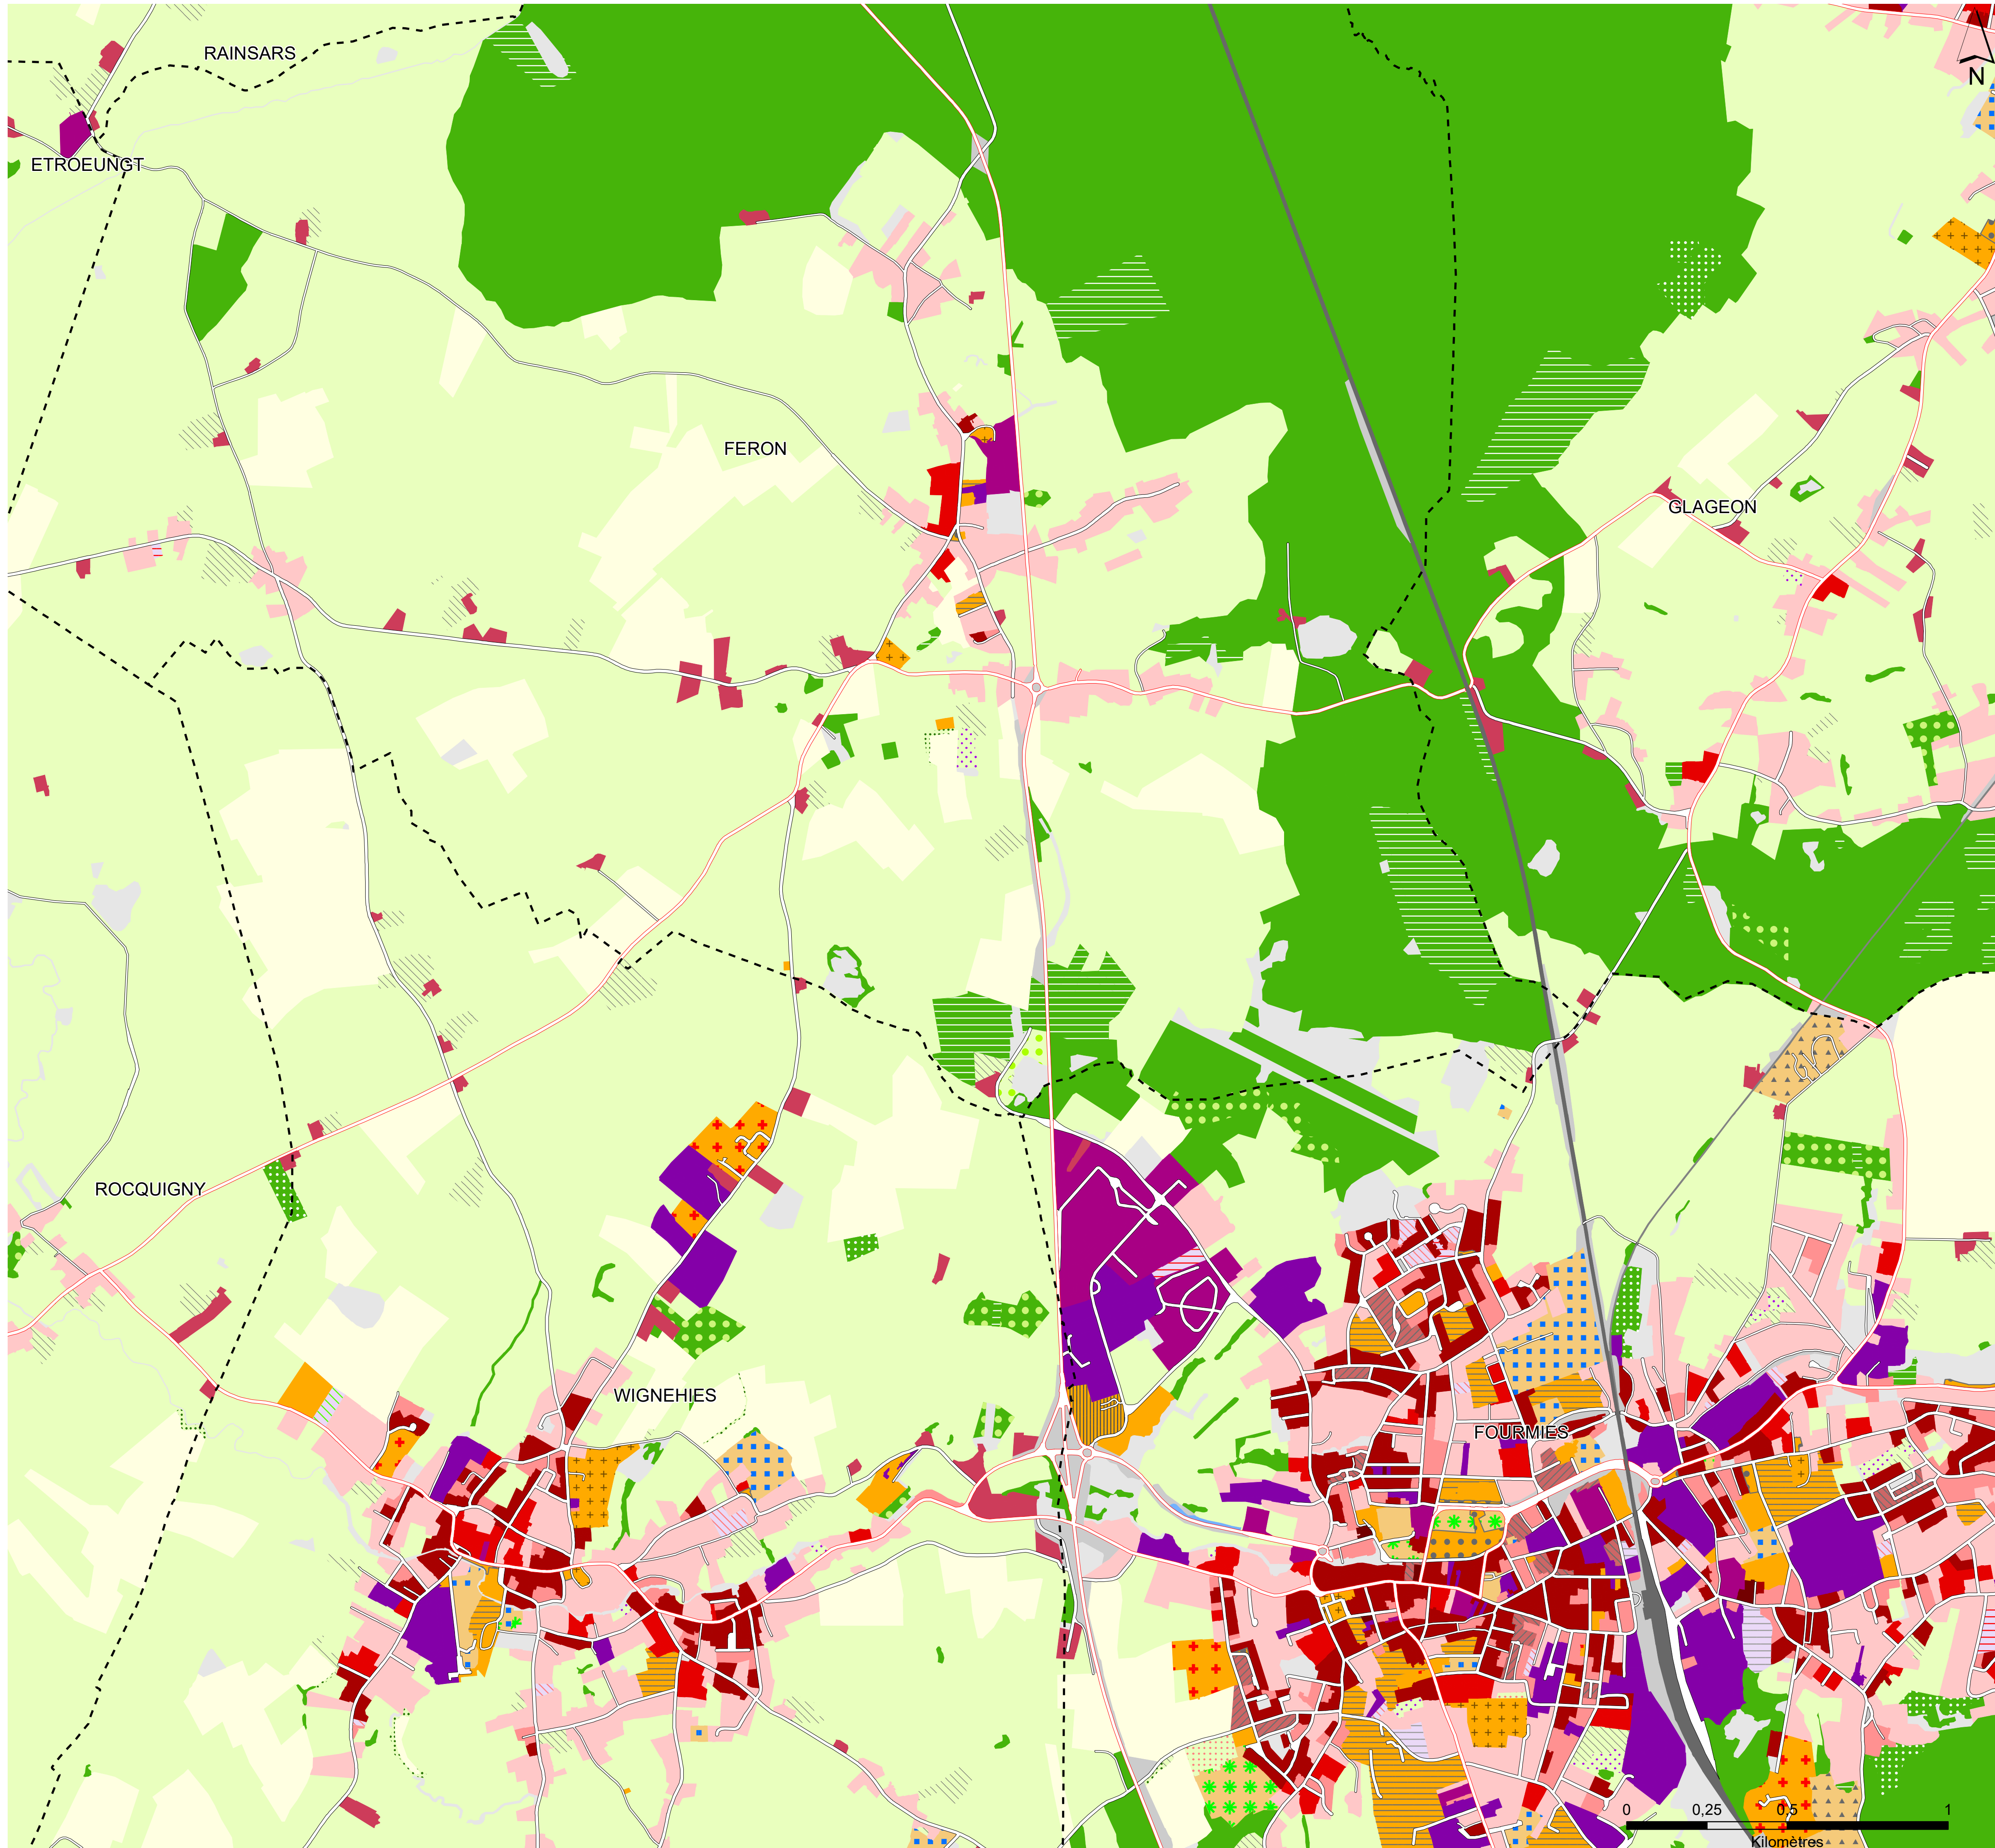 RAINSARS
N
ETROEUNGT
FERON
GLAGEON
ROCQUIGNY
WIGNEHIES
FOURMIES
0 0,25 0,5 1
Kilomètres